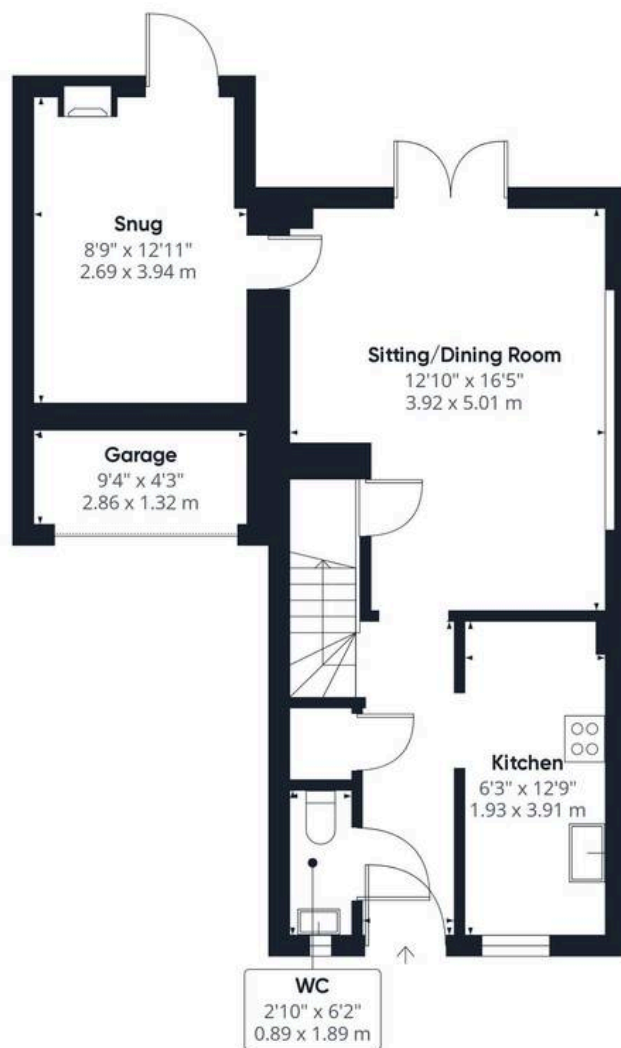 Snug
8'9" x 12'11"
2.69 x 3.94 m
Sitting/Dining Room
12'10" x 16'5"
3.92 x 5.01 m
Garage
9'4" x 4'3"
2.86 x 1.32 m
Kitchen
6'3" x 12'9"
1.93 x 3.91 m
WC
2'10" x 6'2"
0.89 x 1.89 m